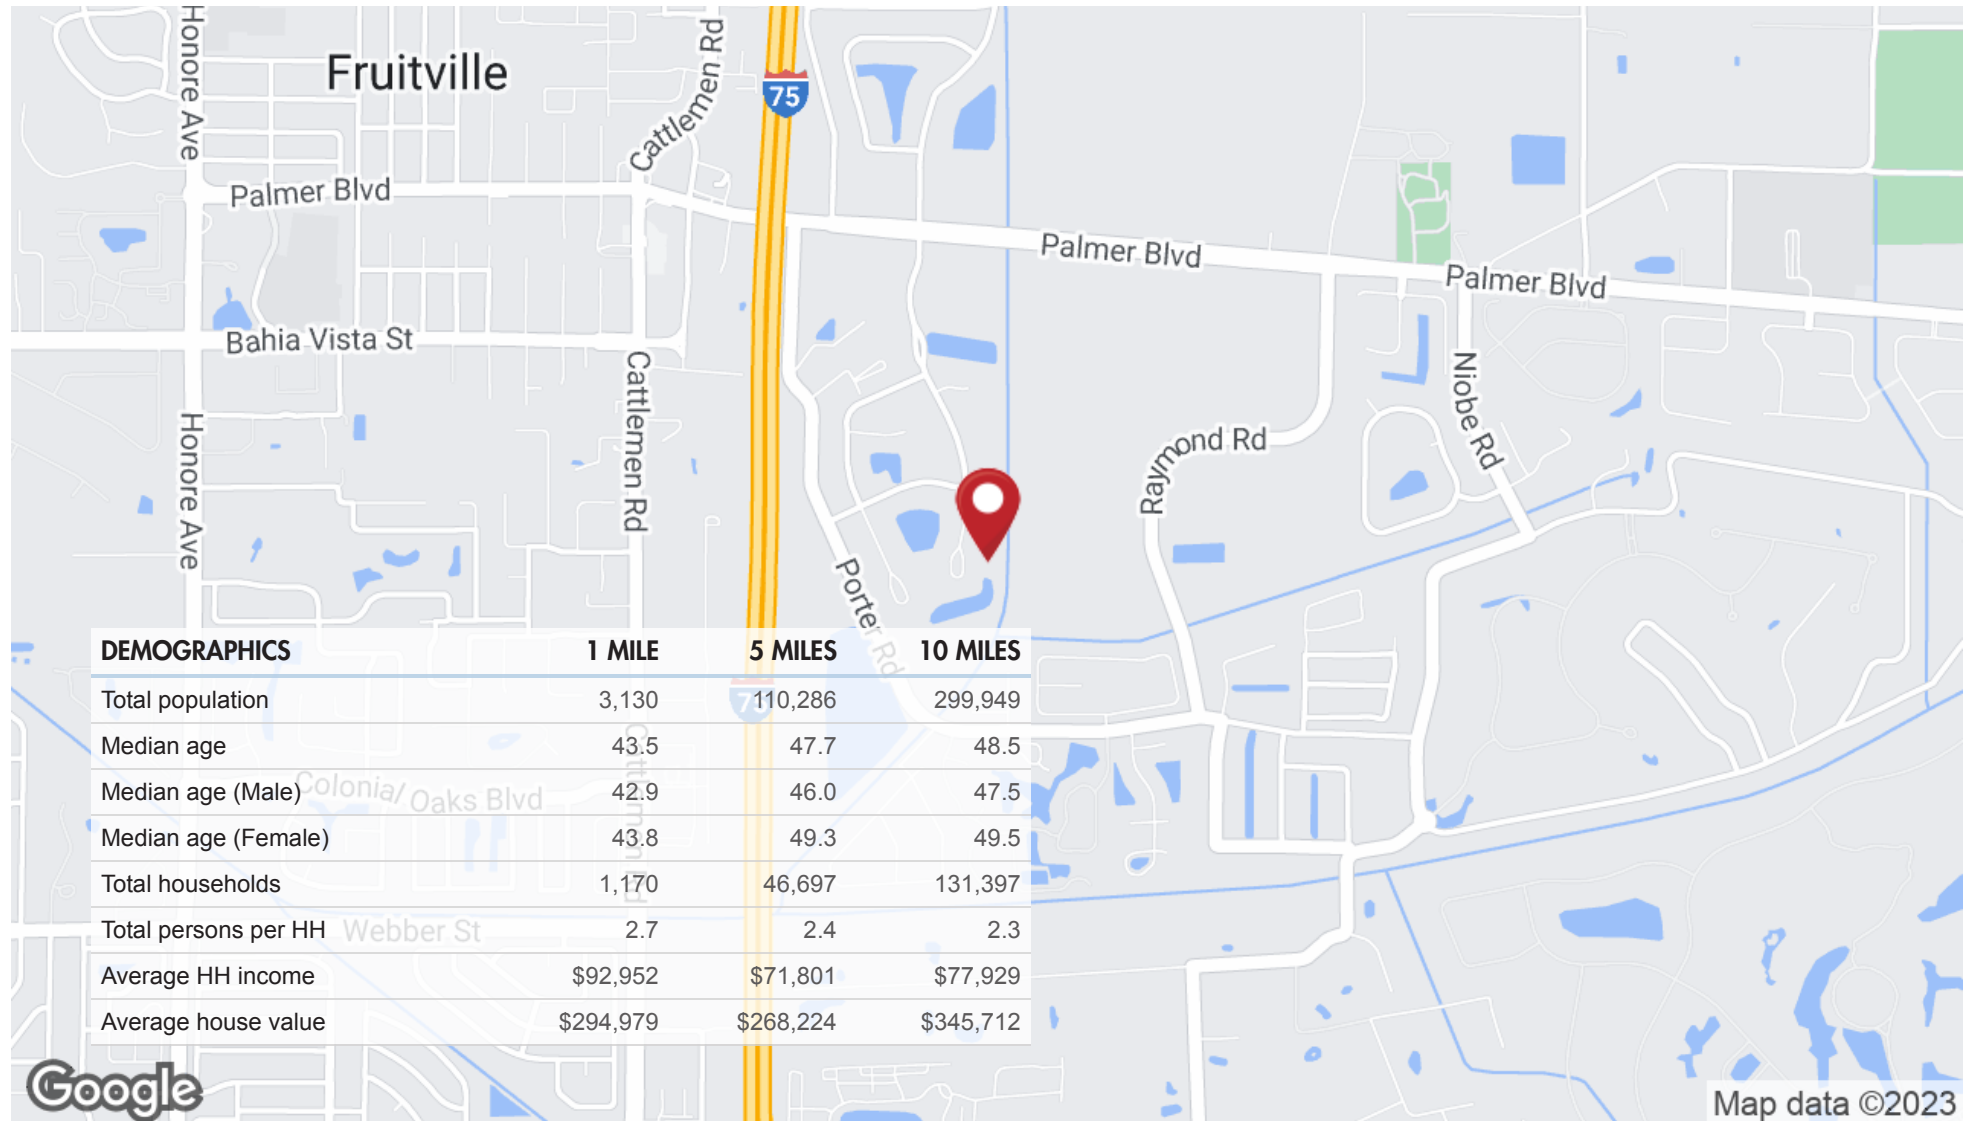 Honore Ave
Fruitville
Cattlemen Rd
75
Palmer Blvd
Palmer Blvd
Palmer Blvd
Bahia Vista St
Cattlemen Rd
Niobe Rd
Honore Ave
Raymond Rd
Porter Rd
DEMOGRAPHICS 1 MILE 5 MILES 10 MILES
Total population 3,130 110,286 299,949
75
Median age 43.5 47.7 48.5
Median age (Male) 42.9 46.0 47.5
Colonial Oaks Blvd
Cattlemen Rd
Median age (Female) 43.8 49.3 49.5
Total households 1,170 46,697 131,397
Total persons per HH 2.7 2.4 2.3
Webber St
Average HH income $92,952 $71,801 $77,929
Average house value $294,979 $268,224 $345,712
Google
Map data ©2023